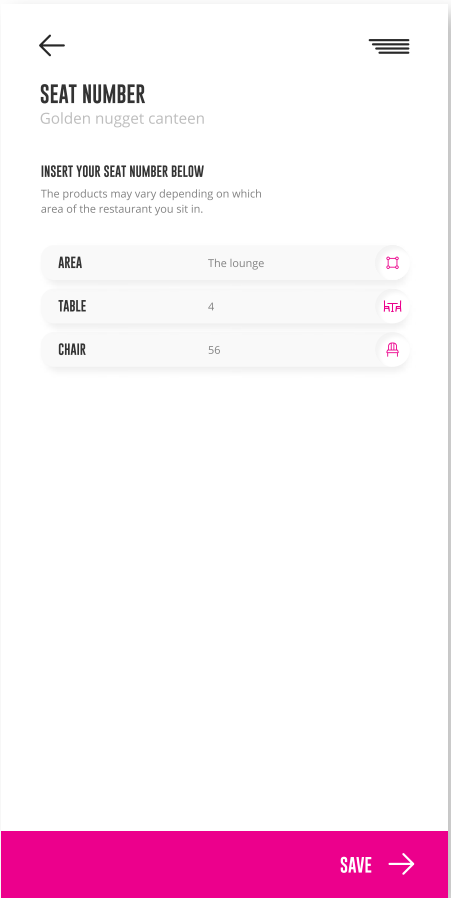 SEAT NUMBER
Golden nugget canteen
INSERT YOUR SEAT NUMBER BELOW
The products may vary depending on which
area of the restaurant you sit in.
AREA The lounge
TABLE 4
CHAIR 56
SAVE